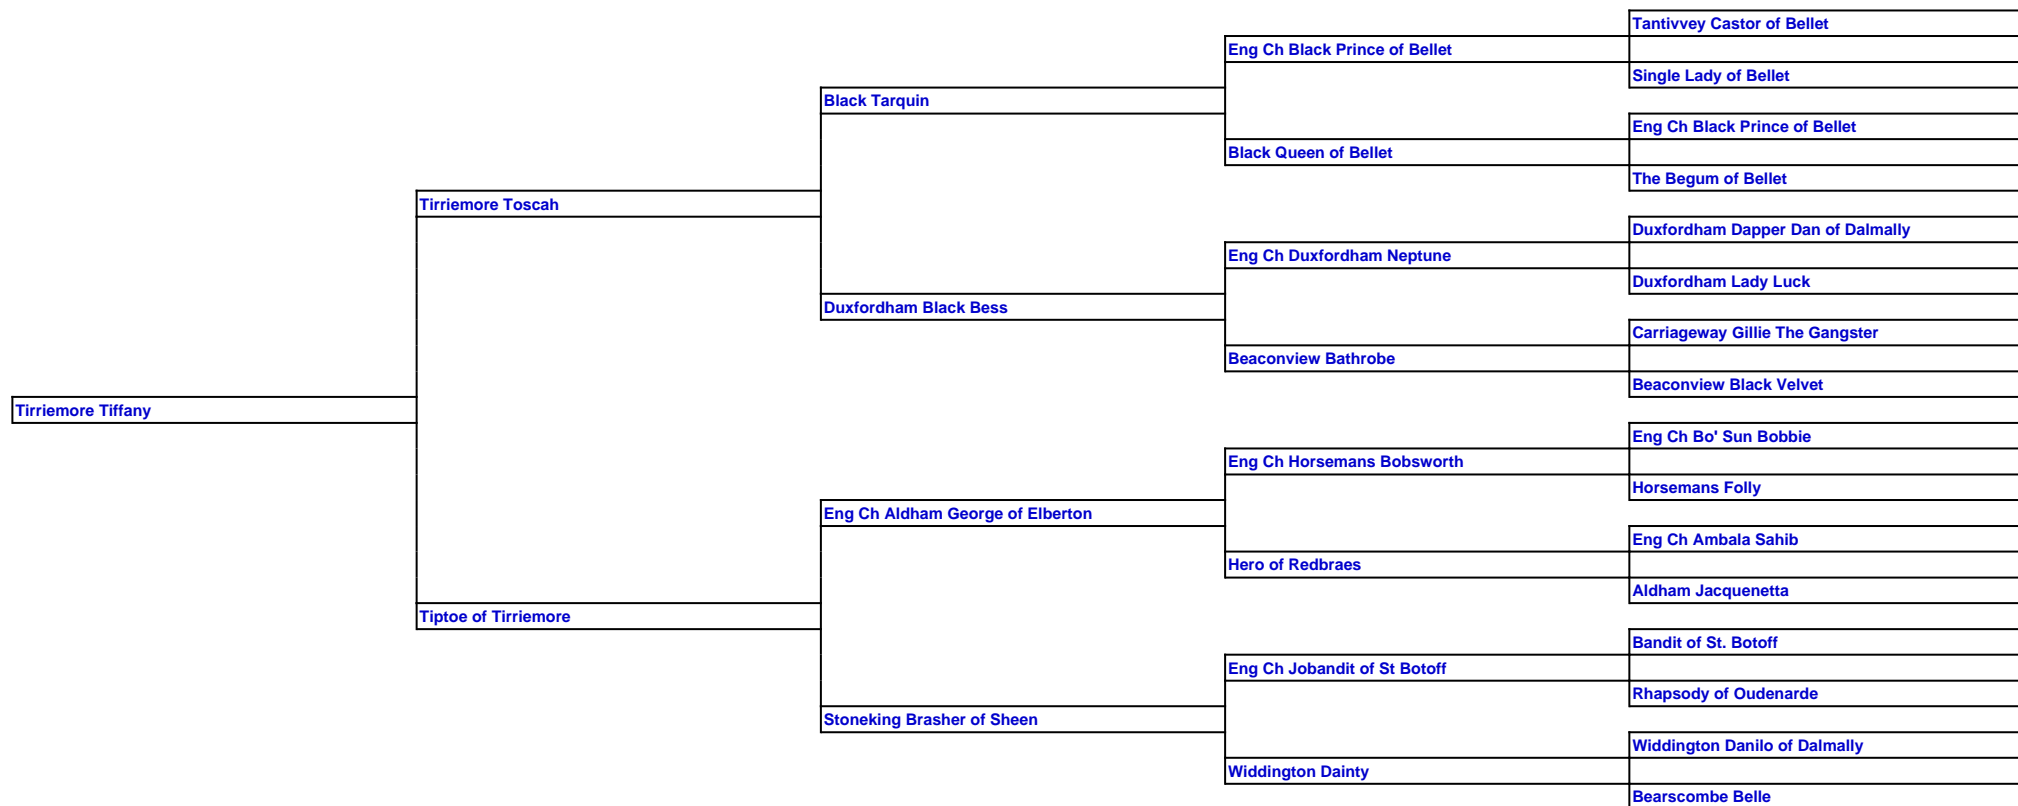 Tantivvey Castor of Bellet
Eng Ch Black Prince of Bellet
Single Lady of Bellet
Black Tarquin
Eng Ch Black Prince of Bellet
Black Queen of Bellet
The Begum of Bellet
Tirriemore Toscah
Duxfordham Dapper Dan of Dalmally
Eng Ch Duxfordham Neptune
Duxfordham Lady Luck
Duxfordham Black Bess
Carriageway Gillie The Gangster
Beaconview Bathrobe
Beaconview Black Velvet
Tirriemore Tiffany
Eng Ch Bo' Sun Bobbie
Eng Ch Horsemans Bobsworth
Horsemans Folly
Eng Ch Aldham George of Elberton
Eng Ch Ambala Sahib
Hero of Redbraes
Aldham Jacquenetta
Tiptoe of Tirriemore
Bandit of St. Botoff
Eng Ch Jobandit of St Botoff
Rhapsody of Oudenarde
Stoneking Brasher of Sheen
Widdington Danilo of Dalmally
Widdington Dainty
Bearscombe Belle